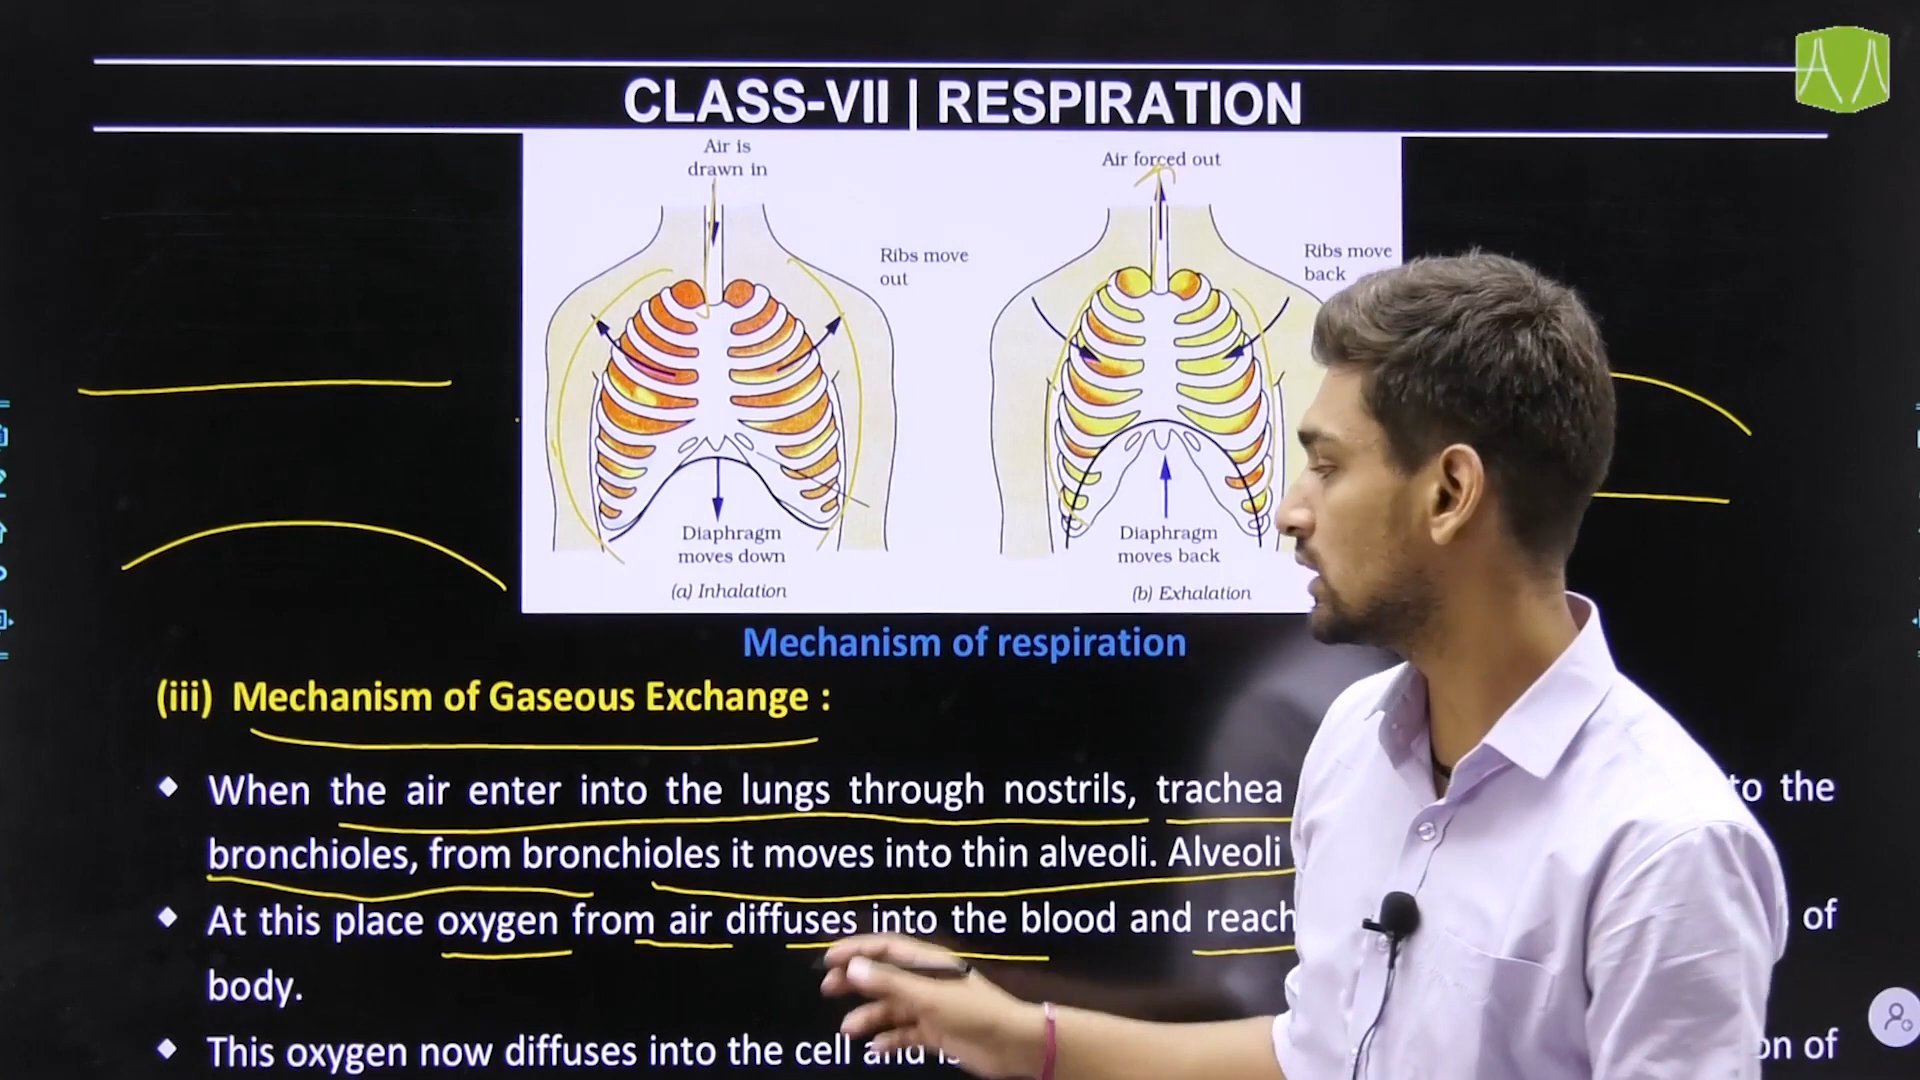 CLASS-VII | RESPIRATION
Air is
drawn in
Air forced out
Ribs move
out
Ribs move
back
Diaphragm
moves down
Diaphragm
moves back
(a) Inhalation
(b) Exhalation
Mechanism of respiration
(iii) Mechanism of Gaseous Exchange :
When the air enter into the lungs through nostrils, trachea to the
bronchioles, from bronchioles it moves into thin alveoli. Alveoli
At this place oxygen from air diffuses into the blood and reach of
body.
This oxygen now diffuses into the cell and of